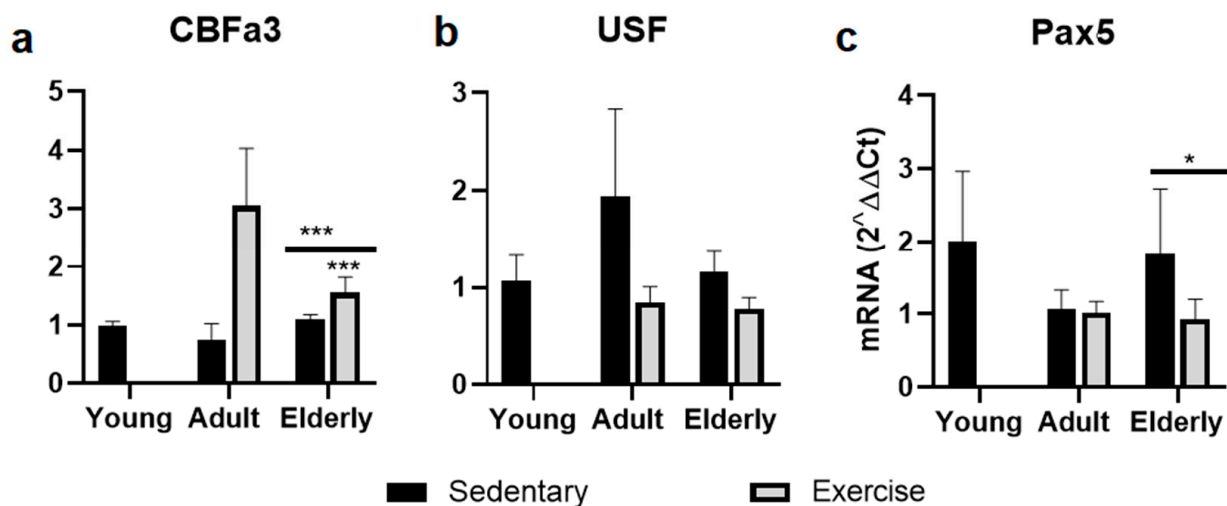 a CBFa3
5
4
3
2
1
0
***
***
Young Adult Elderly
b USF
3
2
1
0
Young Adult Elderly
c Pax5
mRNA (2^ΔΔCt)
4
3
2
1
0
*
Young Adult Elderly
Sedentary Exercise